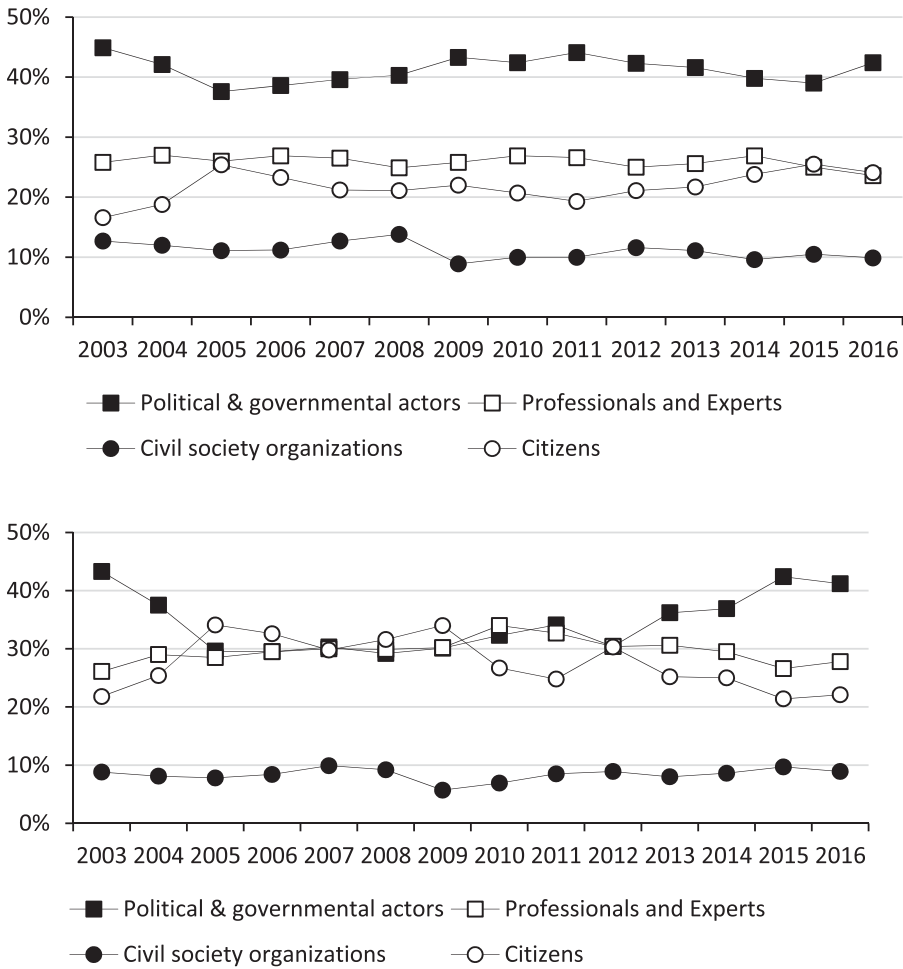 50%
40%
30%
20%
10%
0%
2003 2004 2005 2006 2007 2008 2009 2010 2011 2012 2013 2014 2015 2016
Political & governmental actors Professionals and Experts
Civil society organizations Citizens
50%
40%
30%
20%
10%
0%
2003 2004 2005 2006 2007 2008 2009 2010 2011 2012 2013 2014 2015 2016
Political & governmental actors Professionals and Experts
Civil society organizations Citizens